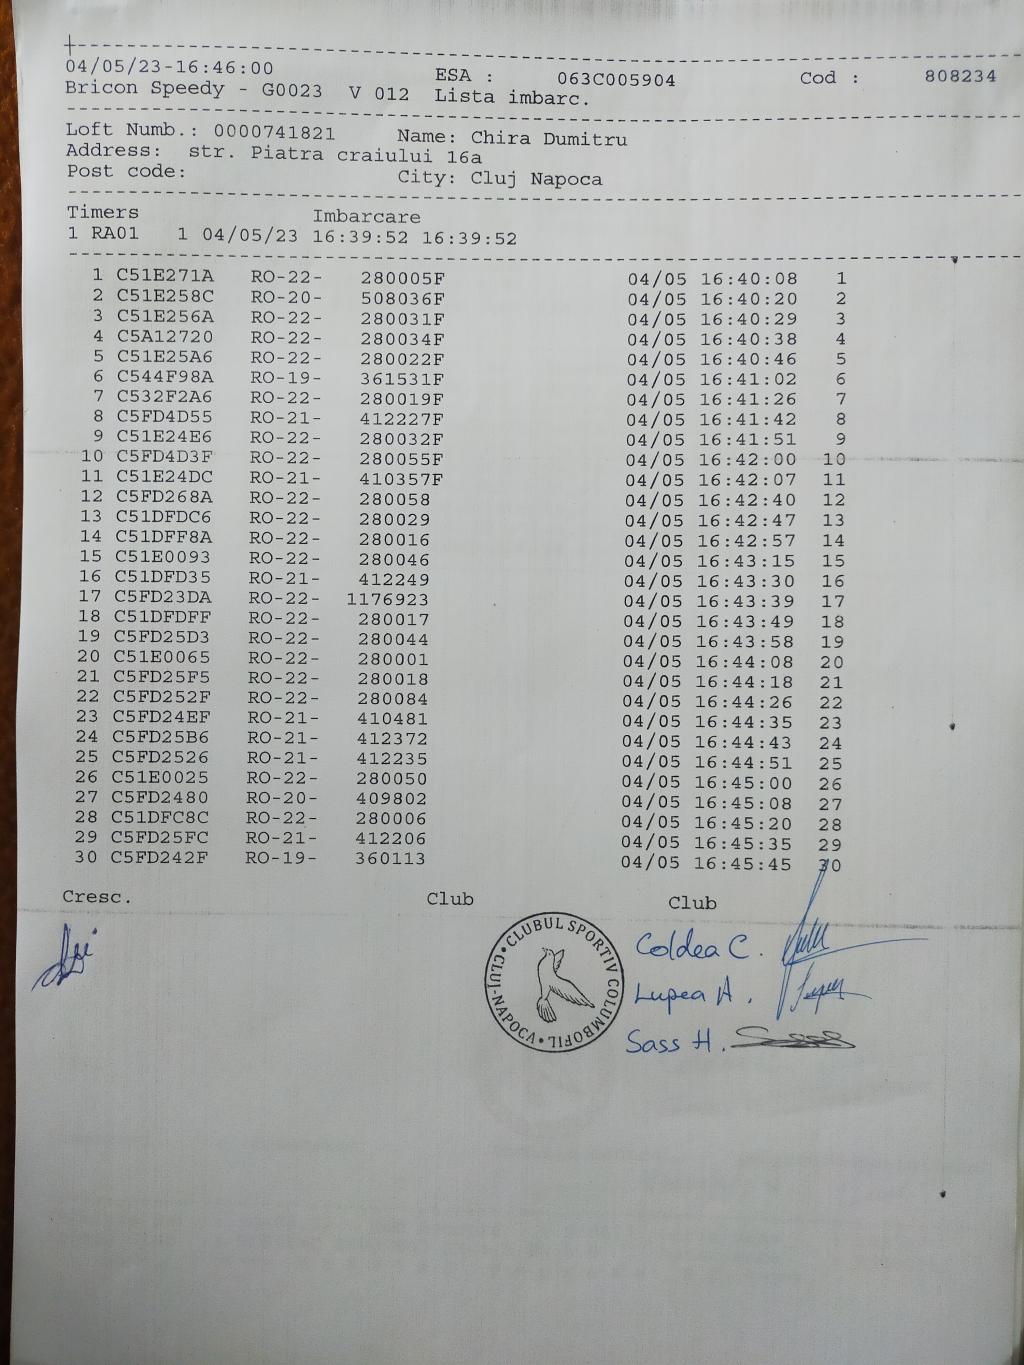 04/05/23-16:46:00 ESA : 063C005904 Cod : 808234
Bricon Speedy - G0023 V 012 Lista imbarc.
Loft Numb.: 0000741821 Name: Chira Dumitru
Address: str. Piatra craiului 16a
Post code: City: Cluj Napoca
Timers Imbarcare
1 RA01 1 04/05/23 16:39:52 16:39:52
1 C51E271A RO-22- 280005F 04/05 16:40:08 1
2 C51E258C RO-20- 508036F 04/05 16:40:20 2
3 C51E256A RO-22- 280031F 04/05 16:40:29 3
4 C5A12720 RO-22- 280034F 04/05 16:40:38 4
5 C51E25A6 RO-22- 280022F 04/05 16:40:46 5
6 C544F98A RO-19- 361531F 04/05 16:41:02 6
7 C532F2A6 RO-22- 280019F 04/05 16:41:26 7
8 C5FD4D55 RO-21- 412227F 04/05 16:41:42 8
9 C51E24E6 RO-22- 280032F 04/05 16:41:51 9
10 C5FD4D3F RO-22- 280055F 04/05 16:42:00 10
11 C51E24DC RO-21- 410357F 04/05 16:42:07 11
12 C5FD268A RO-22- 280058 04/05 16:42:40 12
13 C51DFDC6 RO-22- 280029 04/05 16:42:47 13
14 C51DFF8A RO-22- 280016 04/05 16:42:57 14
15 C51E0093 RO-22- 280046 04/05 16:43:15 15
16 C51DFD35 RO-21- 412249 04/05 16:43:30 16
17 C5FD23DA RO-22- 1176923 04/05 16:43:39 17
18 C51DFDFF RO-22- 280017 04/05 16:43:49 18
19 C5FD25D3 RO-22- 280044 04/05 16:43:58 19
20 C51E0065 RO-22- 280001 04/05 16:44:08 20
21 C5FD25F5 RO-22- 280018 04/05 16:44:18 21
22 C5FD252F RO-22- 280084 04/05 16:44:26 22
23 C5FD24EF RO-21- 410481 04/05 16:44:35 23
24 C5FD25B6 RO-21- 412372 04/05 16:44:43 24
25 C5FD2526 RO-21- 412235 04/05 16:44:51 25
26 C51E0025 RO-22- 280050 04/05 16:45:00 26
27 C5FD2480 RO-20- 409802 04/05 16:45:08 27
28 C51DFC8C RO-22- 280006 04/05 16:45:20 28
29 C5FD25FC RO-21- 412206 04/05 16:45:35 29
30 C5FD242F RO-19- 360113 04/05 16:45:45 30
Cresc. Club Club
CLUBUL SPORTIV COLUMBOFIL • CLUJ-NAPOCA •
Coldea C.
Lupea A.
Sass H.